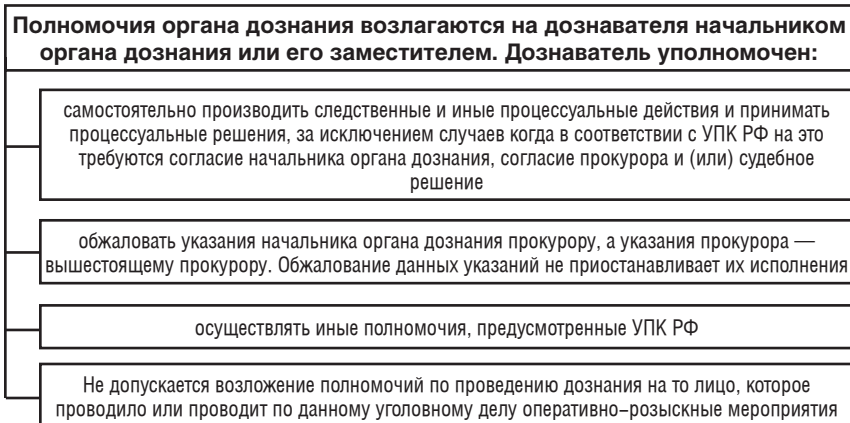 Полномочия органа дознания возлагаются на дознавателя начальником
органа дознания или его заместителем. Дознаватель уполномочен:
самостоятельно производить следственные и иные процессуальные действия и принимать
процессуальные решения, за исключением случаев когда в соответствии с УПК РФ на это
требуются согласие начальника органа дознания, согласие прокурора и (или) судебное
решение
обжаловать указания начальника органа дознания прокурору, а указания прокурора —
вышестоящему прокурору. Обжалование данных указаний не приостанавливает их исполнения
осуществлять иные полномочия, предусмотренные УПК РФ
Не допускается возложение полномочий по проведению дознания на то лицо, которое
проводило или проводит по данному уголовному делу оперативно-розыскные мероприятия